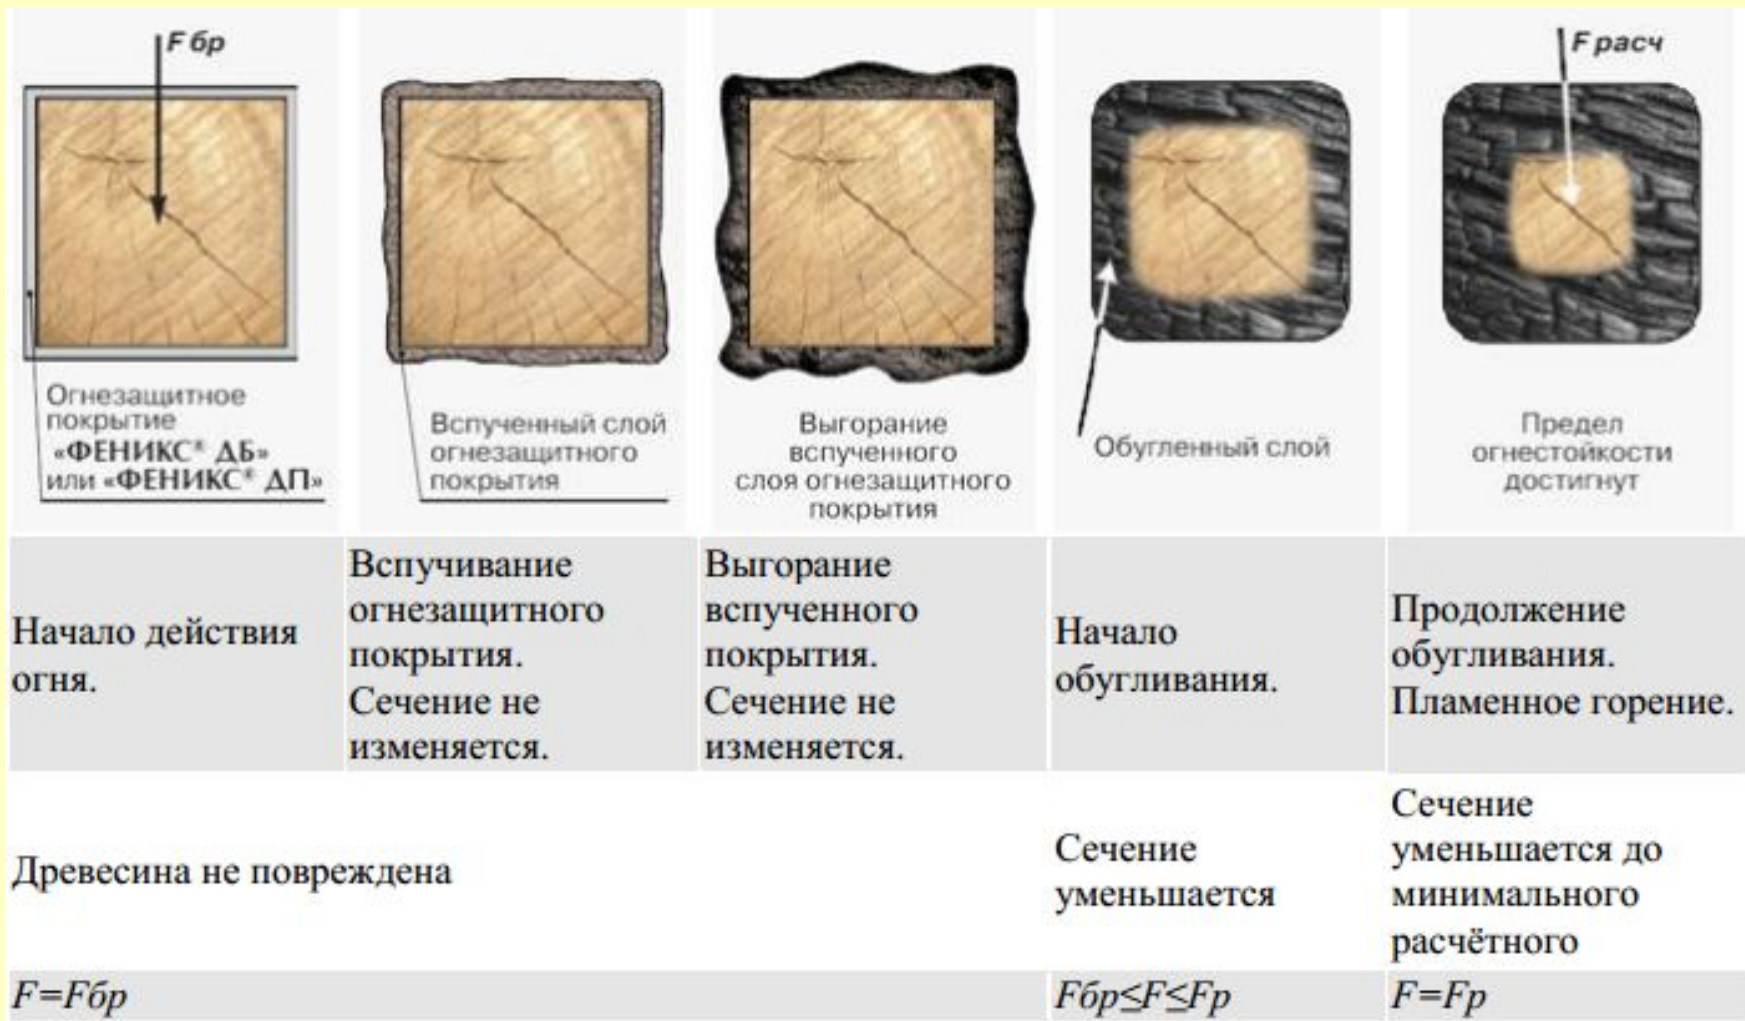 F бр
F расч
Огнезащитное
покрытие
«ФЕНИКС® ДБ»
или «ФЕНИКС® ДП»
Вспученный слой
огнезащитного
покрытия
Выгорание
вспученного
слоя огнезащитного
покрытия
Обугленный слой
Предел
огнестойкости
достигнут
Начало действия
огня.
Вспучивание
огнезащитного
покрытия.
Сечение не
изменяется.
Выгорание
вспученного
покрытия.
Сечение не
изменяется.
Начало
обугливания.
Продолжение
обугливания.
Пламенное горение.
Древесина не повреждена
Сечение
уменьшается
Сечение
уменьшается до
минимального
расчётного
F=Fбр
Fбр≤F≤Fр
F=Fр